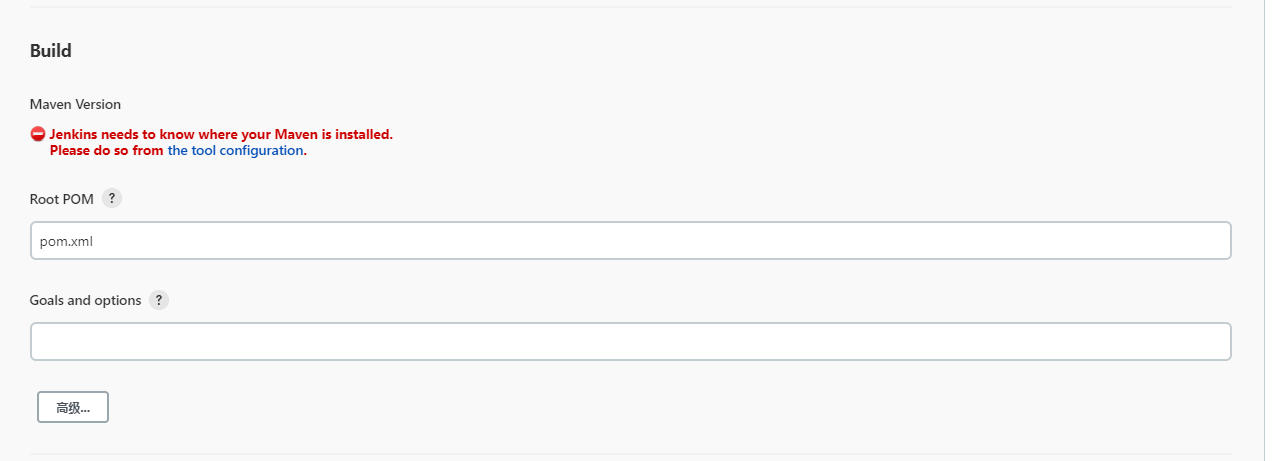 Build
Maven Version
Jenkins needs to know where your Maven is installed.
Please do so from the tool configuration.
Root POM ?
pom.xml
Goals and options ?
高级...